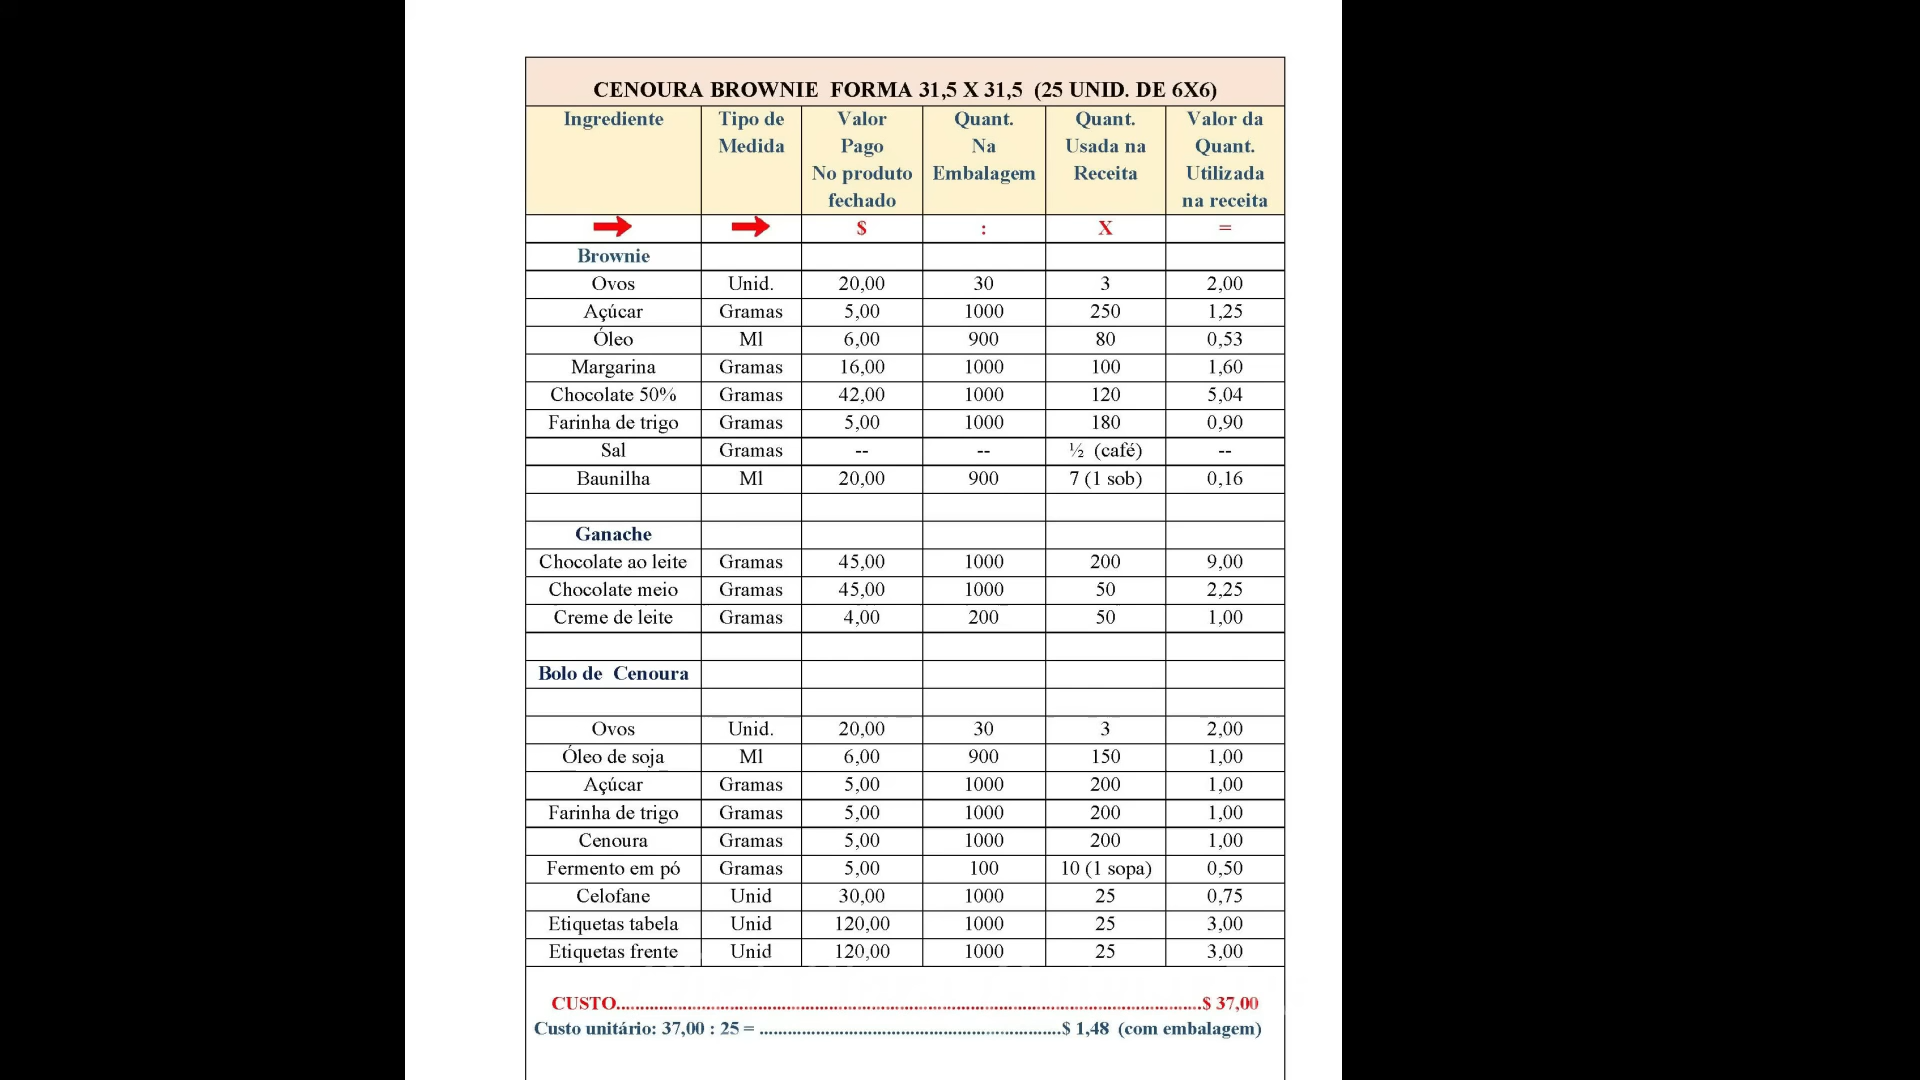 CENOURA BROWNIE  FORMA 31,5 X 31,5  (25 UNID. DE 6X6)
Ingrediente | Tipo de Medida | Valor Pago No produto fechado | Quant. Na Embalagem | Quant. Usada na Receita | Valor da Quant. Utilizada na receita
$ : X =
Brownie
Ovos Unid. 20,00 30 3 2,00
Açúcar Gramas 5,00 1000 250 1,25
Óleo Ml 6,00 900 80 0,53
Margarina Gramas 16,00 1000 100 1,60
Chocolate 50% Gramas 42,00 1000 120 5,04
Farinha de trigo Gramas 5,00 1000 180 0,90
Sal Gramas -- -- ½ (café) --
Baunilha Ml 20,00 900 7 (1 sob) 0,16
Ganache
Chocolate ao leite Gramas 45,00 1000 200 9,00
Chocolate meio Gramas 45,00 1000 50 2,25
Creme de leite Gramas 4,00 200 50 1,00
Bolo de Cenoura
Ovos Unid. 20,00 30 3 2,00
Óleo de soja Ml 6,00 900 150 1,00
Açúcar Gramas 5,00 1000 200 1,00
Farinha de trigo Gramas 5,00 1000 200 1,00
Cenoura Gramas 5,00 1000 200 1,00
Fermento em pó Gramas 5,00 100 10 (1 sopa) 0,50
Celofane Unid 30,00 1000 25 0,75
Etiquetas tabela Unid 120,00 1000 25 3,00
Etiquetas frente Unid 120,00 1000 25 3,00
CUSTO..........$ 37,00
Custo unitário: 37,00 : 25 = ..........$ 1,48 (com embalagem)